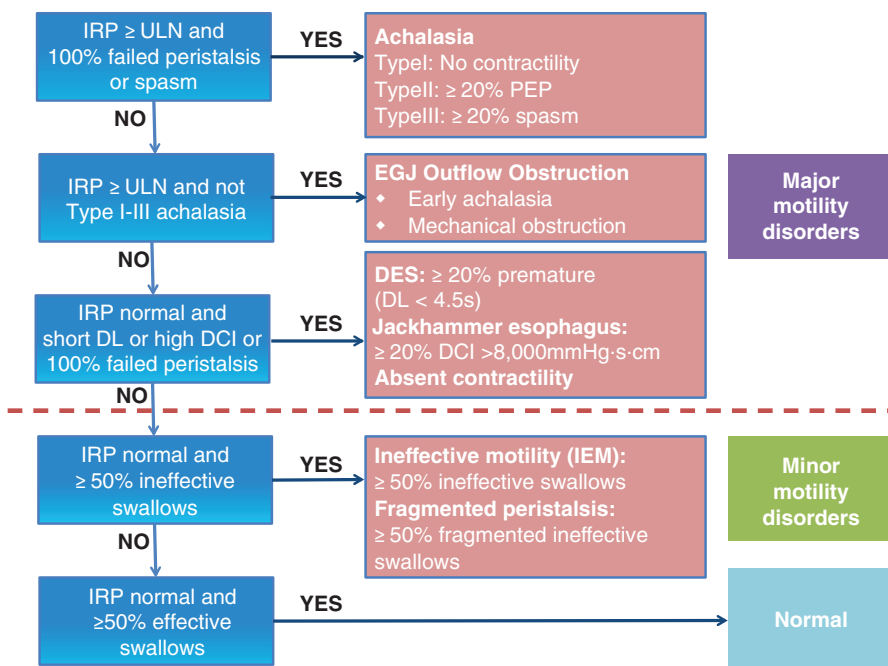 IRP ≥ ULN and
100% failed peristalsis
or spasm
YES
Achalasia
TypeI: No contractility
TypeII: ≥ 20% PEP
TypeIII: ≥ 20% spasm
NO
IRP ≥ ULN and not
Type I-III achalasia
YES
EGJ Outflow Obstruction
◆ Early achalasia
◆ Mechanical obstruction
Major
motility
disorders
NO
IRP normal and
short DL or high DCI or
100% failed peristalsis
YES
DES: ≥ 20% premature
(DL < 4.5s)
Jackhammer esophagus:
≥ 20% DCI >8,000mmHg·s·cm
Absent contractility
NO
IRP normal and
≥ 50% ineffective
swallows
YES
Ineffective motility (IEM):
≥ 50% ineffective swallows
Fragmented peristalsis:
≥ 50% fragmented ineffective
swallows
Minor
motility
disorders
NO
IRP normal and
≥50% effective
swallows
YES
Normal